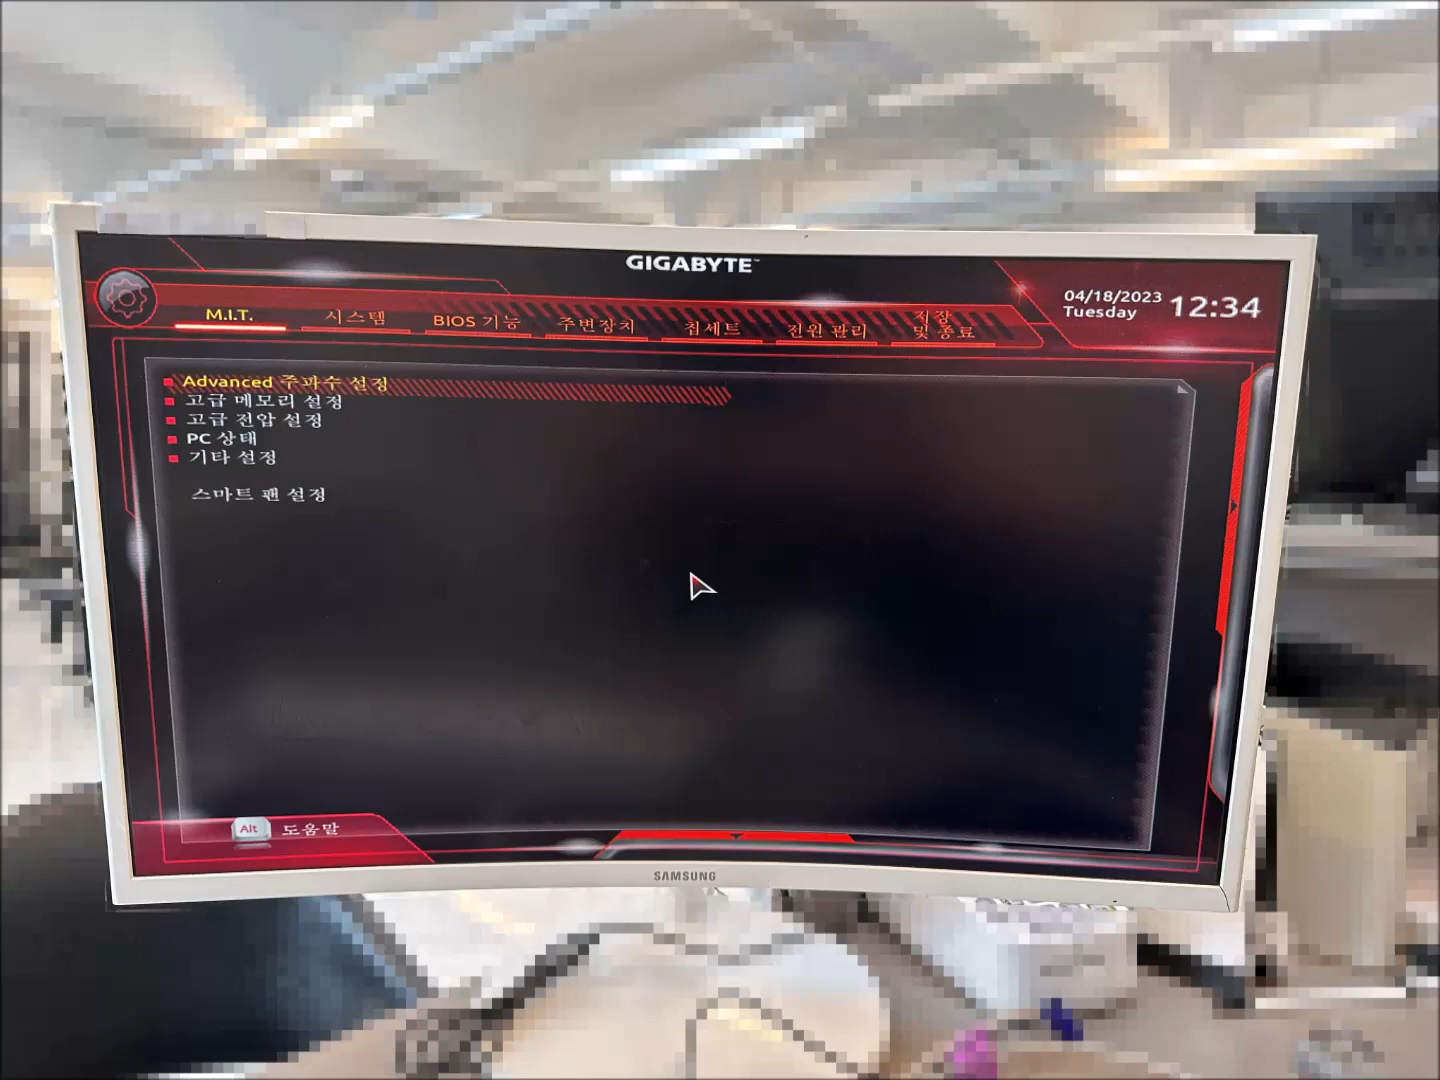 GIGABYTE™
M.I.T.
시스템
BIOS 기능
주변장치
칩세트
전원 관리
저장
및 종료
04/18/2023
Tuesday
12:34
Advanced 주파수 설정
고급 메모리 설정
고급 전압 설정
PC 상태
기타 설정
스마트 팬 설정
Alt 도움말
SAMSUNG